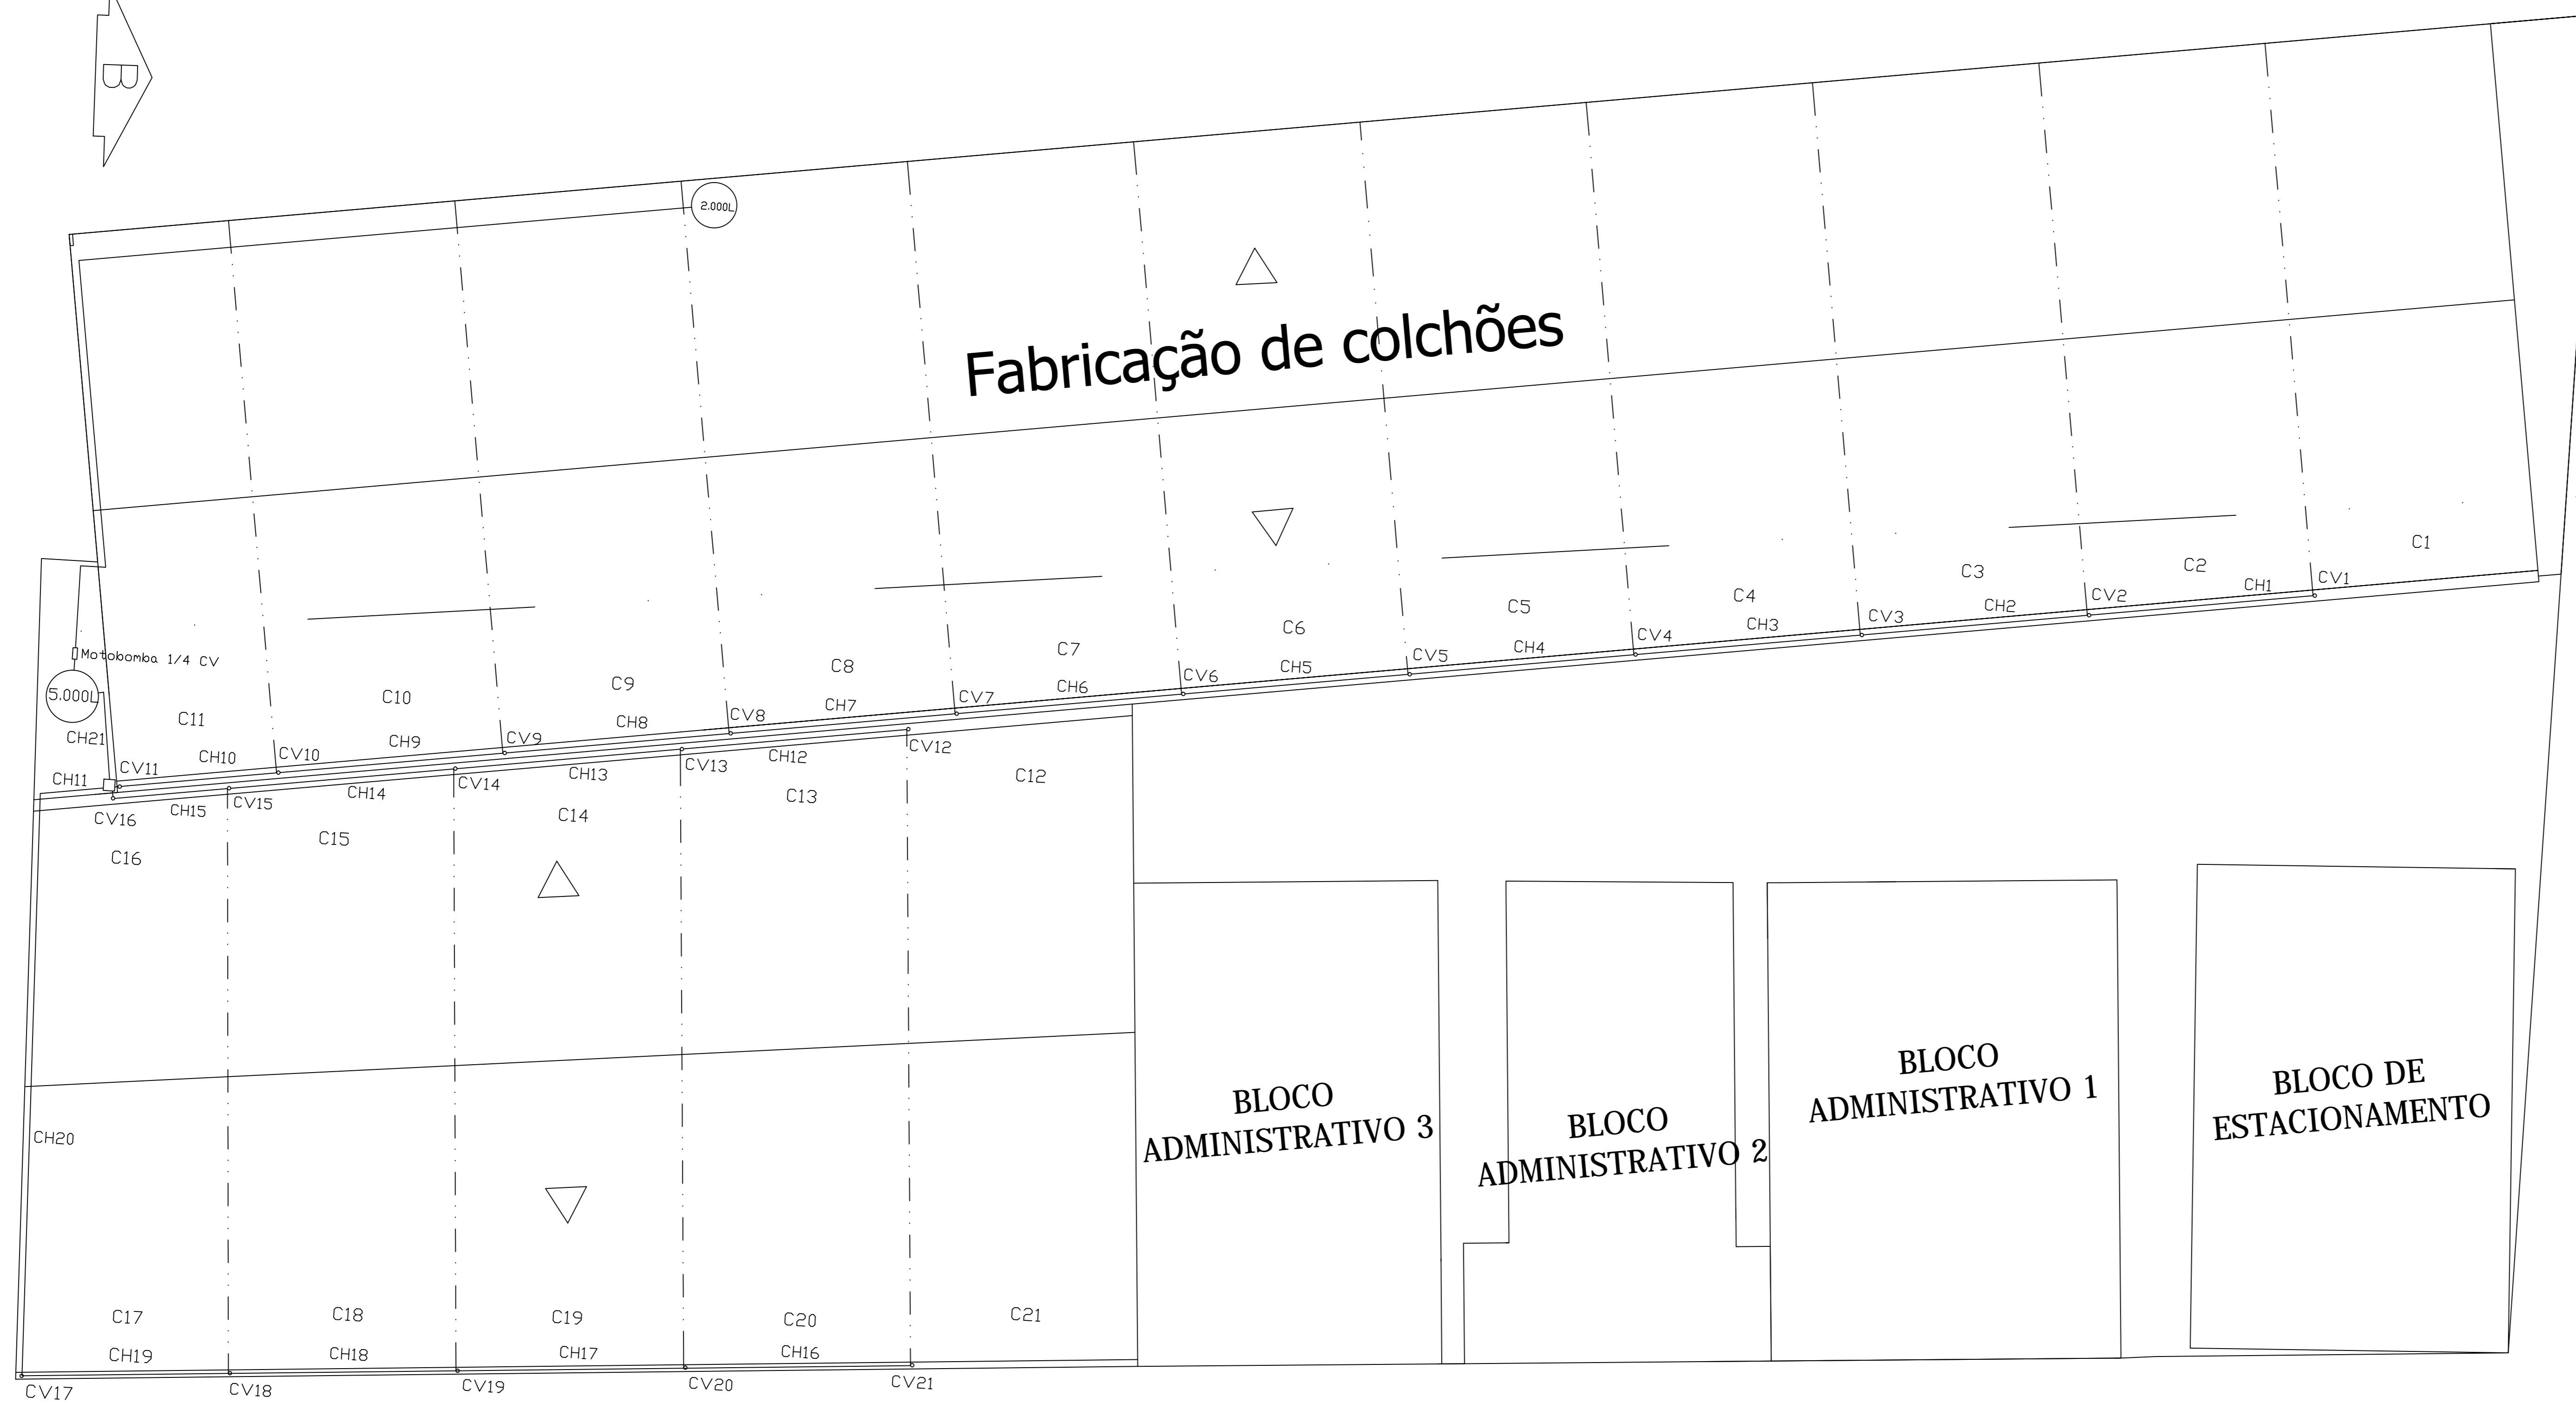 B
2.000L
Fabricação de colchões
C1
CV1
CH1
C2
CV2
CH2
C3
CV3
CH3
C4
CV4
CH4
C5
CV5
CH5
C6
CV6
CH6
C7
CV7
CH7
C8
CV8
CH8
C9
CV9
CH9
C10
CV10
CH10
C11
CV11
CH11
CH21
Motobomba 1/4 CV
5.000L
CV16
CH15
CV15
CH14
CV14
CH13
CV13
CH12
CV12
C16
C15
C14
C13
C12
CH20
C17
C18
C19
C20
C21
CH19
CH18
CH17
CH16
CV17
CV18
CV19
CV20
CV21
BLOCO
ADMINISTRATIVO 3
BLOCO
ADMINISTRATIVO 2
BLOCO
ADMINISTRATIVO 1
BLOCO DE
ESTACIONAMENTO